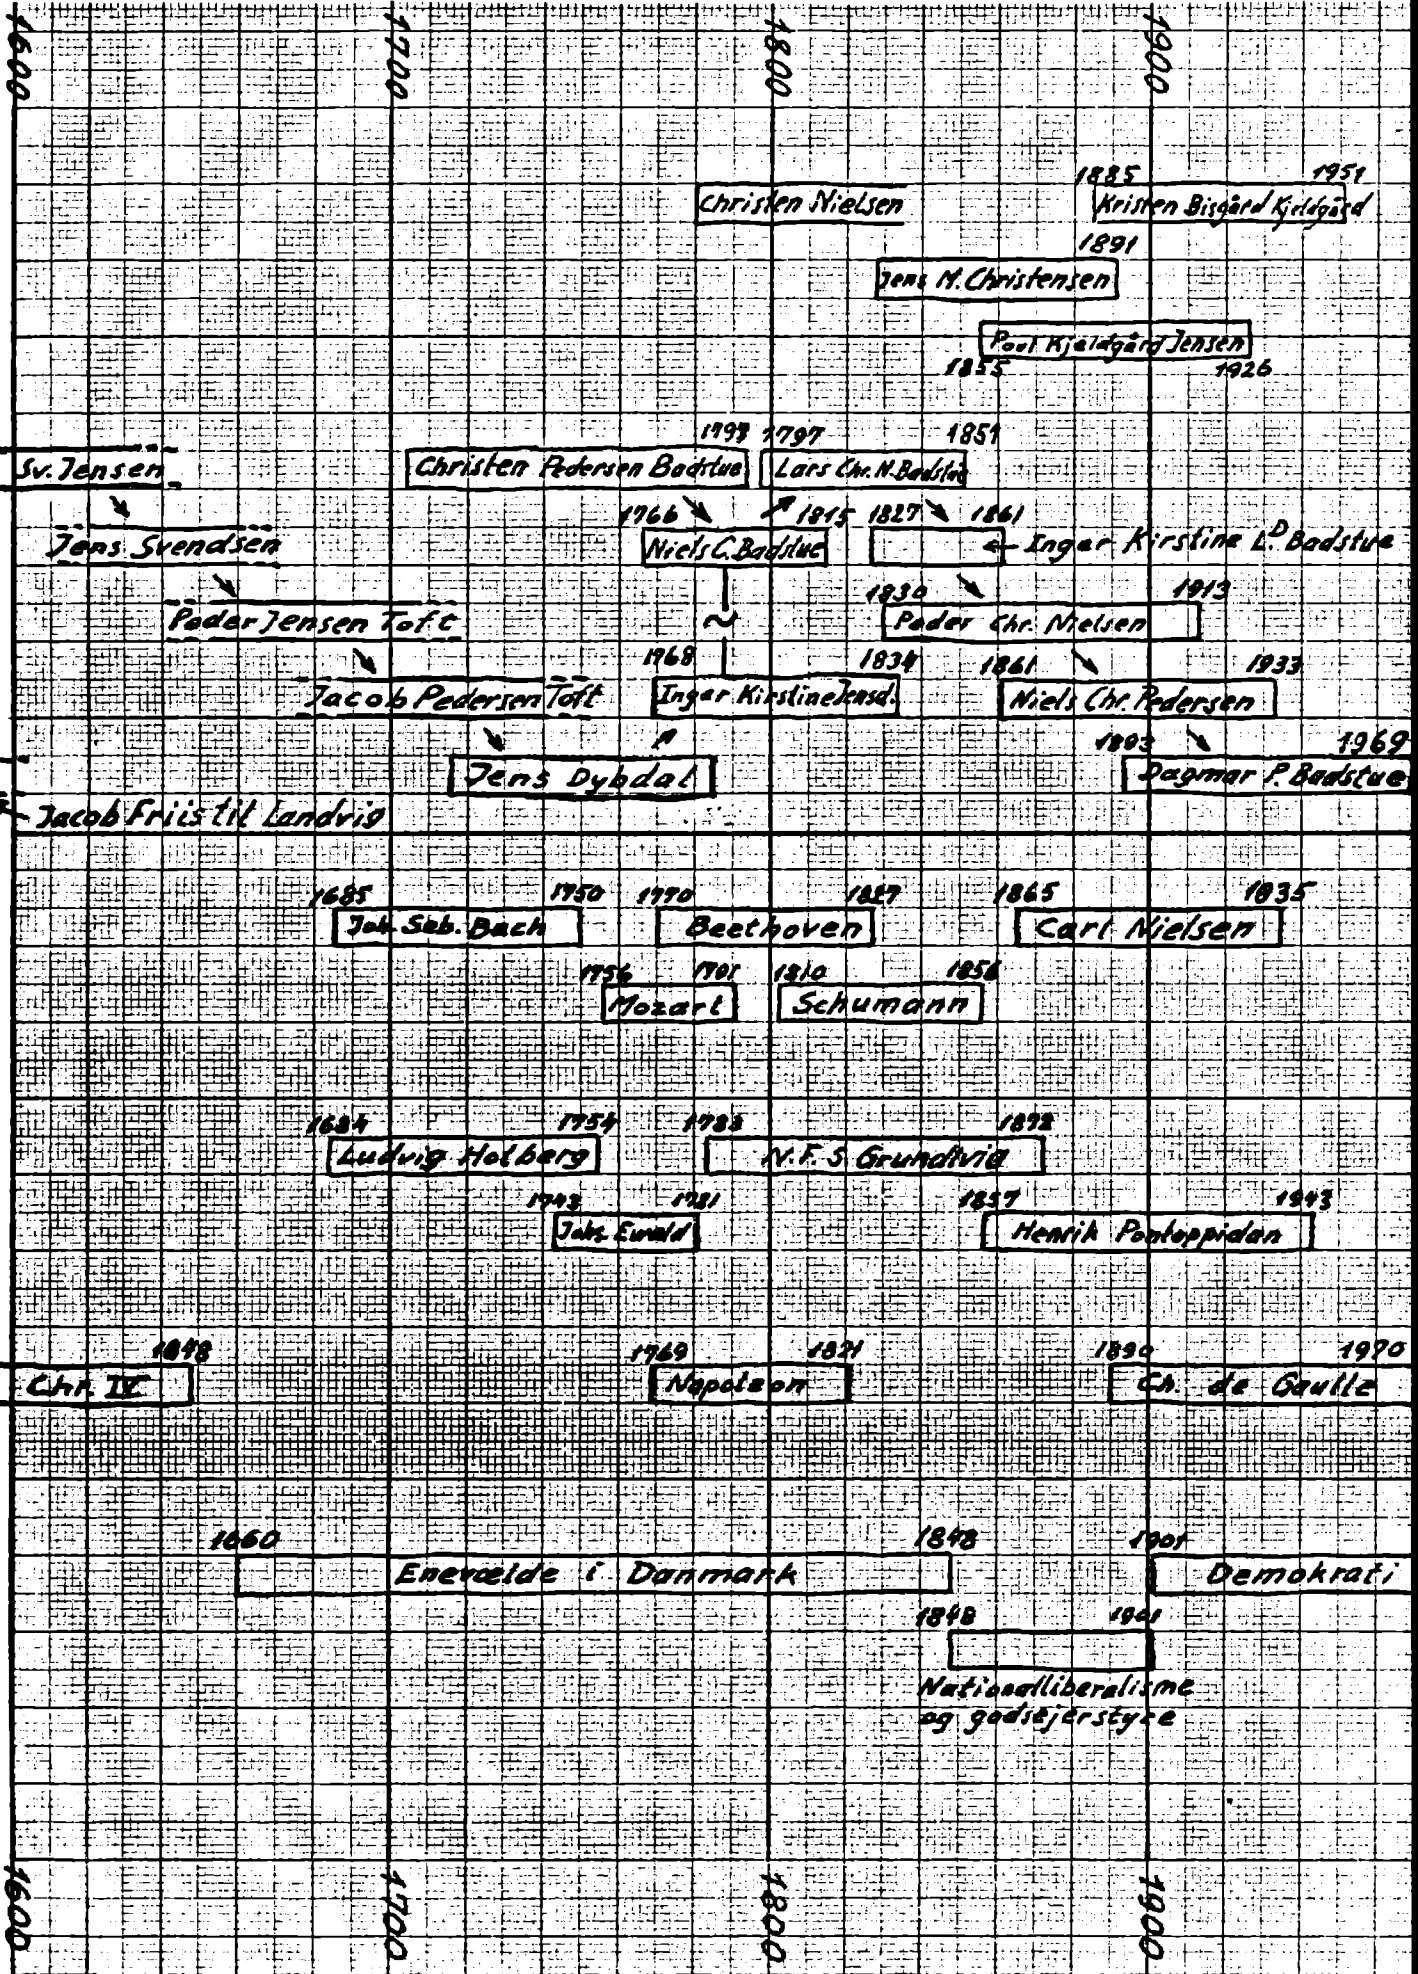 1600 1700 1800 1900
1885 1951
Christen Nielsen Kristen Bisgård Kjeldgård
1891
Jens M. Christensen
Poul Kjeldgård Jensen
1855 1926
1797 1851
Sv. Jensen Christen Pedersen Badstue Lars Chr. N. Badstue
1766 1815 1827 1861
Jens Svendsen Niels C. Badstue ← Inger Kirstine L.D Badstue
1830 1913
Peder Jensen Toft ~ Peder Chr. Nielsen
1768 1834 1861 1933
Jacob Pedersen Toft Inger Kirstine Jensd. Niels Chr. Pedersen
1893 1969
Jens Dybdal Dagmar P. Badstue
Jacob Friis til Landvig
1685 1750 1770 1827 1865 1935
Joh. Seb. Bach Beethoven Carl Nielsen
1756 1791 1810 1856
Mozart Schumann
1684 1754 1783 1872
Ludvig Holberg N.F.S. Grundtvig
1743 1781 1857 1943
Johs. Ewald Henrik Pontoppidan
1648 1769 1821 1890 1970
Chr. IV Napoleon Ch. de Gaulle
1660 1848 1901
Enevælde i Danmark Demokrati
1848 1901
Nationalliberalisme
og godsejerstyre
1600 1700 1800 1900